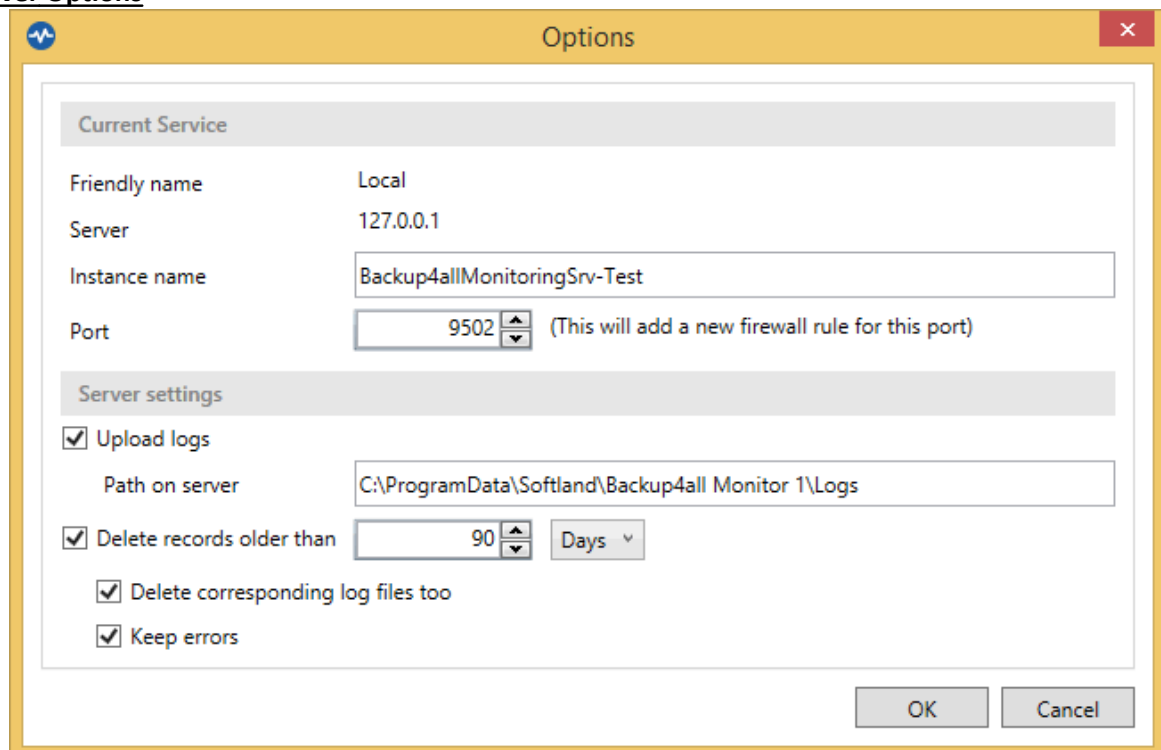 Options
Options
Current Service
Friendly name Local
Server 127.0.0.1
Instance name Backup4allMonitoringSrv-Test
Port 9502 (This will add a new firewall rule for this port)
Server settings
Upload logs
Path on server C:\ProgramData\Softland\Backup4all Monitor 1\Logs
Delete records older than 90 Days
Delete corresponding log files too
Keep errors
OK Cancel